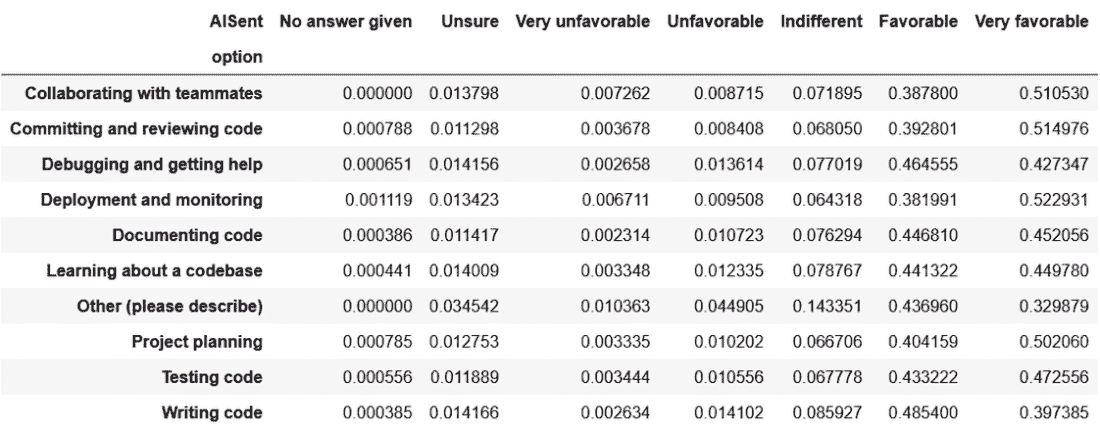 AISent No answer given Unsure Very unfavorable Unfavorable Indifferent Favorable Very favorable
option
Collaborating with teammates 0.000000 0.013798 0.007262 0.008715 0.071895 0.387800 0.510530
Committing and reviewing code 0.000788 0.011298 0.003678 0.008408 0.068050 0.392801 0.514976
Debugging and getting help 0.000651 0.014156 0.002658 0.013614 0.077019 0.464555 0.427347
Deployment and monitoring 0.001119 0.013423 0.006711 0.009508 0.064318 0.381991 0.522931
Documenting code 0.000386 0.011417 0.002314 0.010723 0.076294 0.446810 0.452056
Learning about a codebase 0.000441 0.014009 0.003348 0.012335 0.078767 0.441322 0.449780
Other (please describe) 0.000000 0.034542 0.010363 0.044905 0.143351 0.436960 0.329879
Project planning 0.000785 0.012753 0.003335 0.010202 0.066706 0.404159 0.502060
Testing code 0.000556 0.011889 0.003444 0.010556 0.067778 0.433222 0.472556
Writing code 0.000385 0.014166 0.002634 0.014102 0.085927 0.485400 0.397385